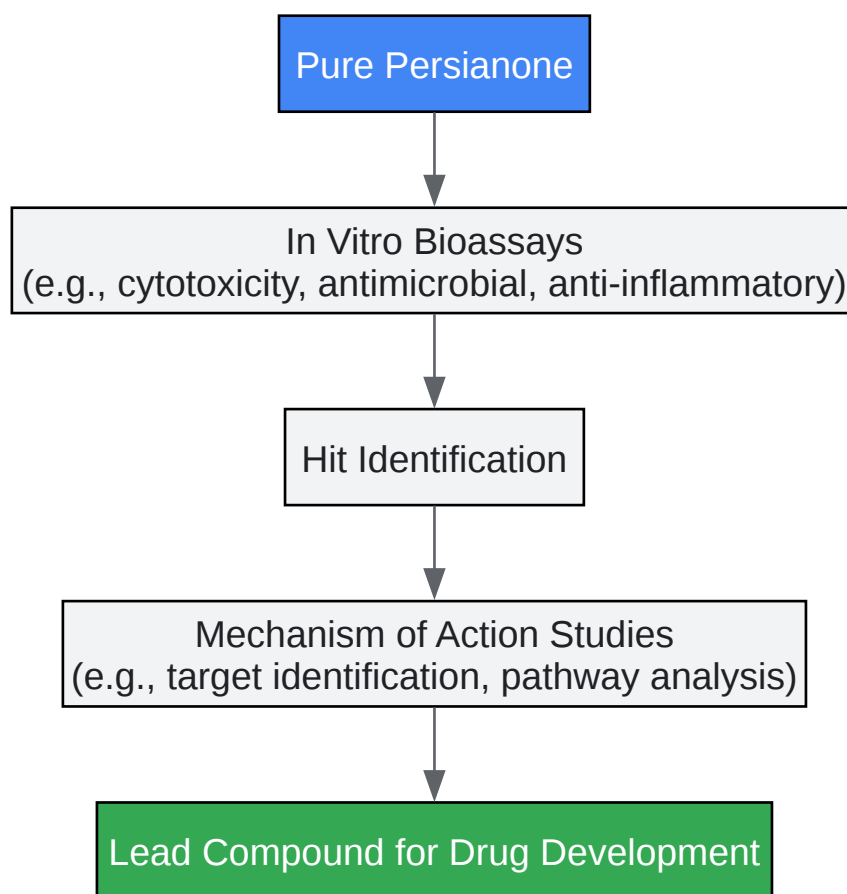 Pure Persianone
In Vitro Bioassays
(e.g., cytotoxicity, antimicrobial, anti-inflammatory)
Hit Identification
Mechanism of Action Studies
(e.g., target identification, pathway analysis)
Lead Compound for Drug Development